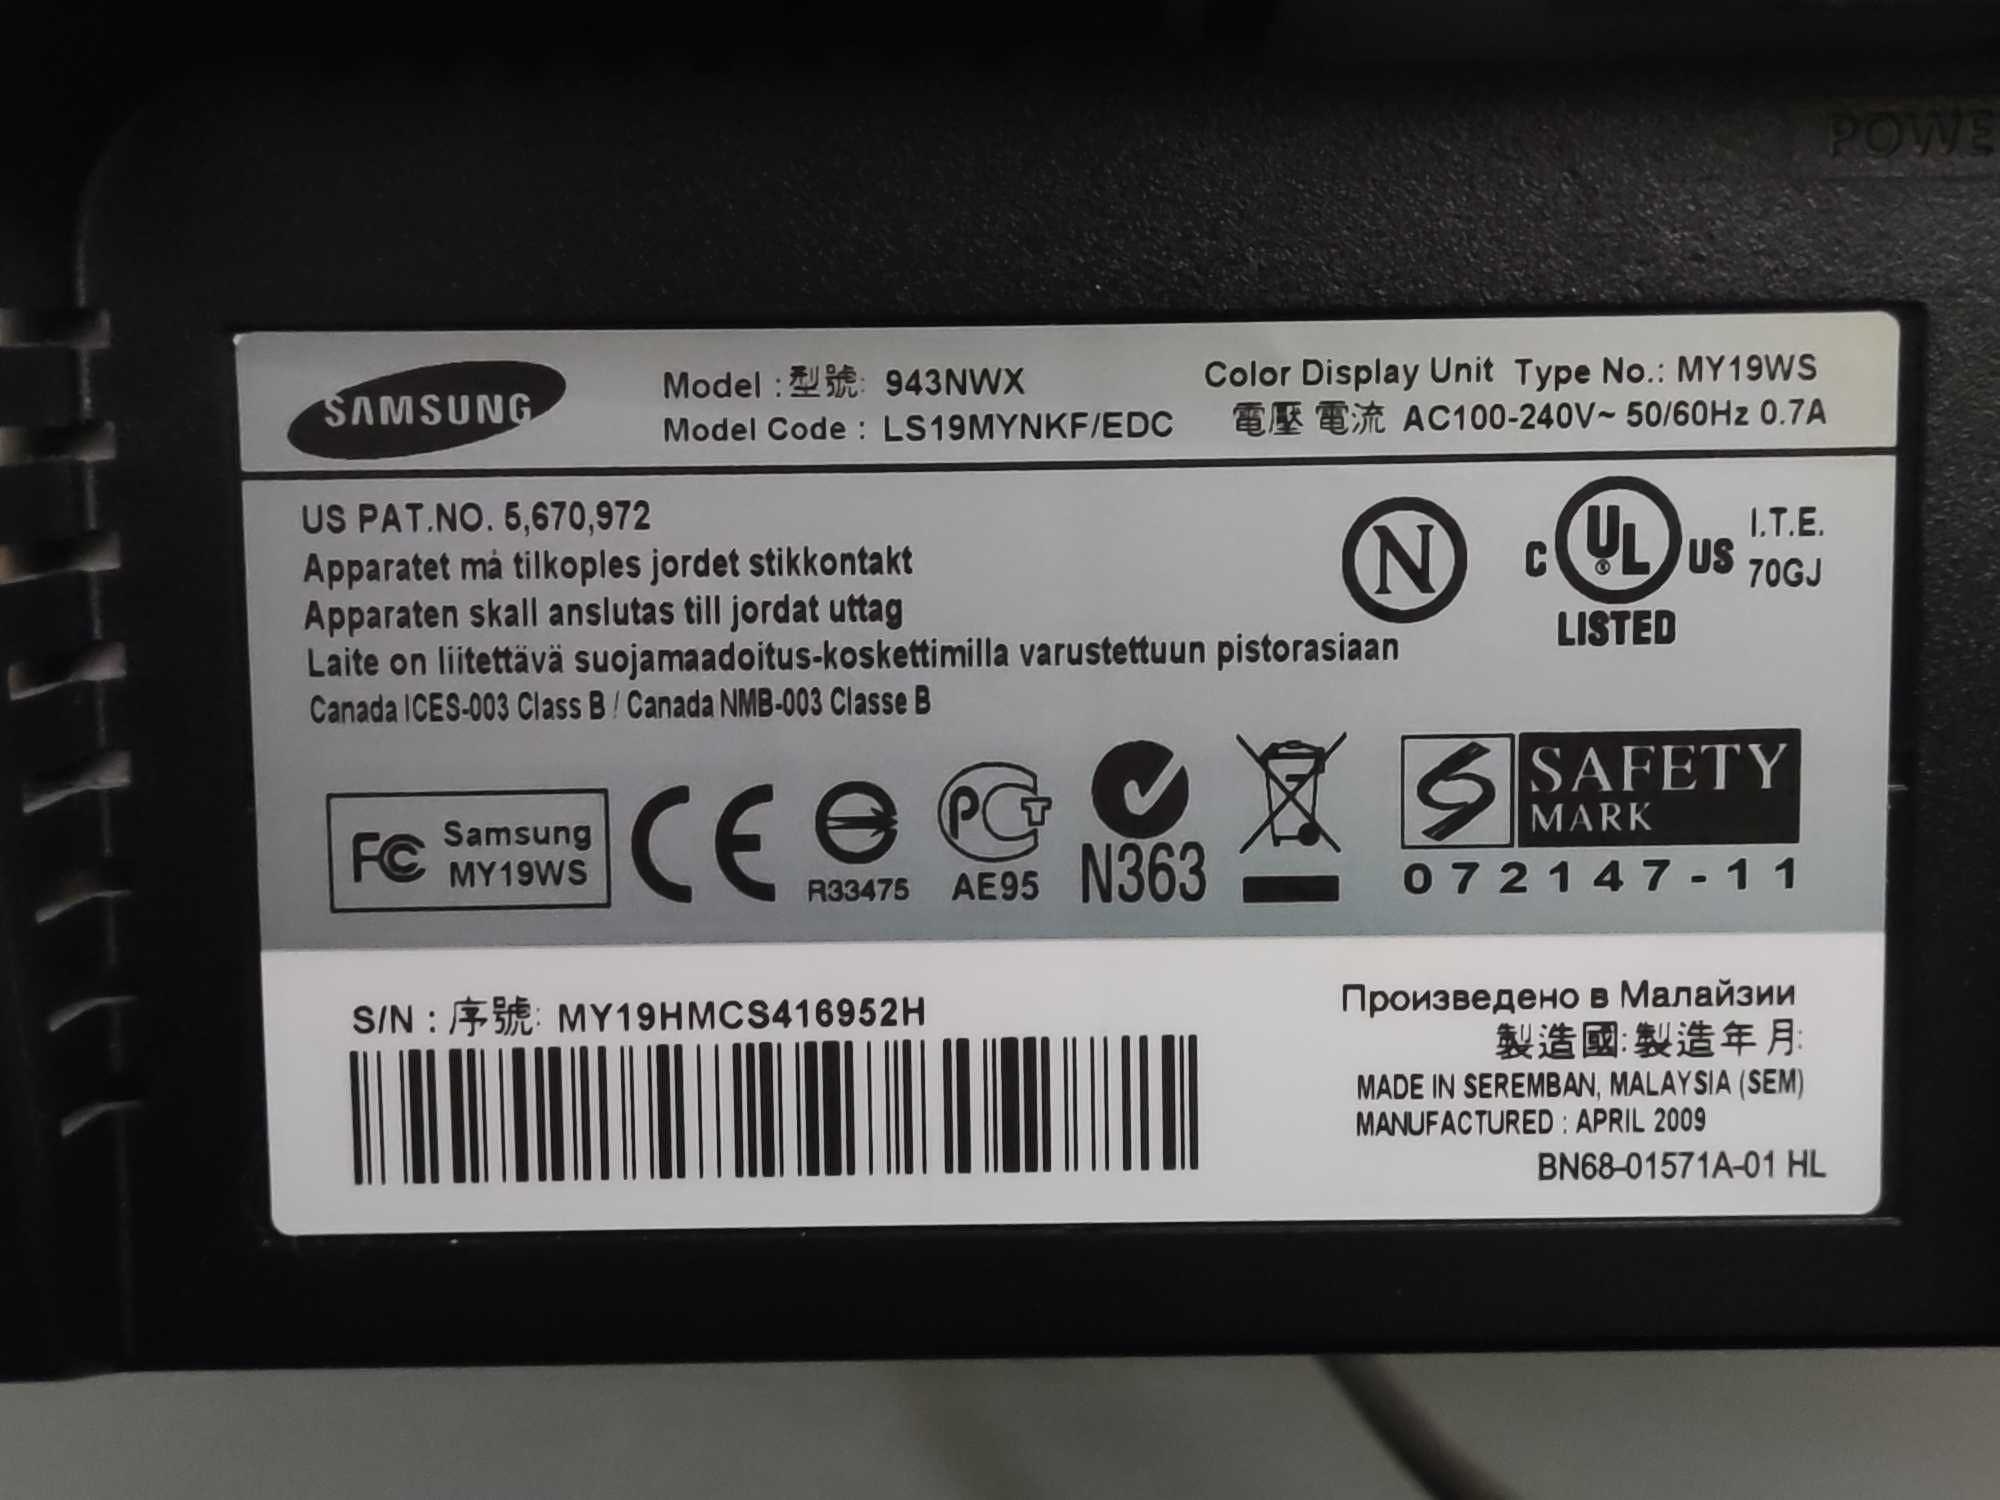 POWE
SAMSUNG
Model :型號: 943NWX
Model Code : LS19MYNKF/EDC
Color Display Unit Type No.: MY19WS
電壓 電流 AC100-240V~ 50/60Hz 0.7A
US PAT.NO. 5,670,972
Apparatet må tilkoples jordet stikkontakt
Apparaten skall anslutas till jordat uttag
Laite on liitettävä suojamaadoitus-koskettimilla varustettuun pistorasiaan
Canada ICES-003 Class B / Canada NMB-003 Classe B
N
C UL® US
LISTED
I.T.E.
70GJ
FC Samsung
MY19WS
CE
R33475
PCT
AE95
N363
SAFETY
MARK
072147-11
S/N : 序號: MY19HMCS416952H
Произведено в Малайзии
製造國: 製造年月:
MADE IN SEREMBAN, MALAYSIA (SEM)
MANUFACTURED : APRIL 2009
BN68-01571A-01 HL